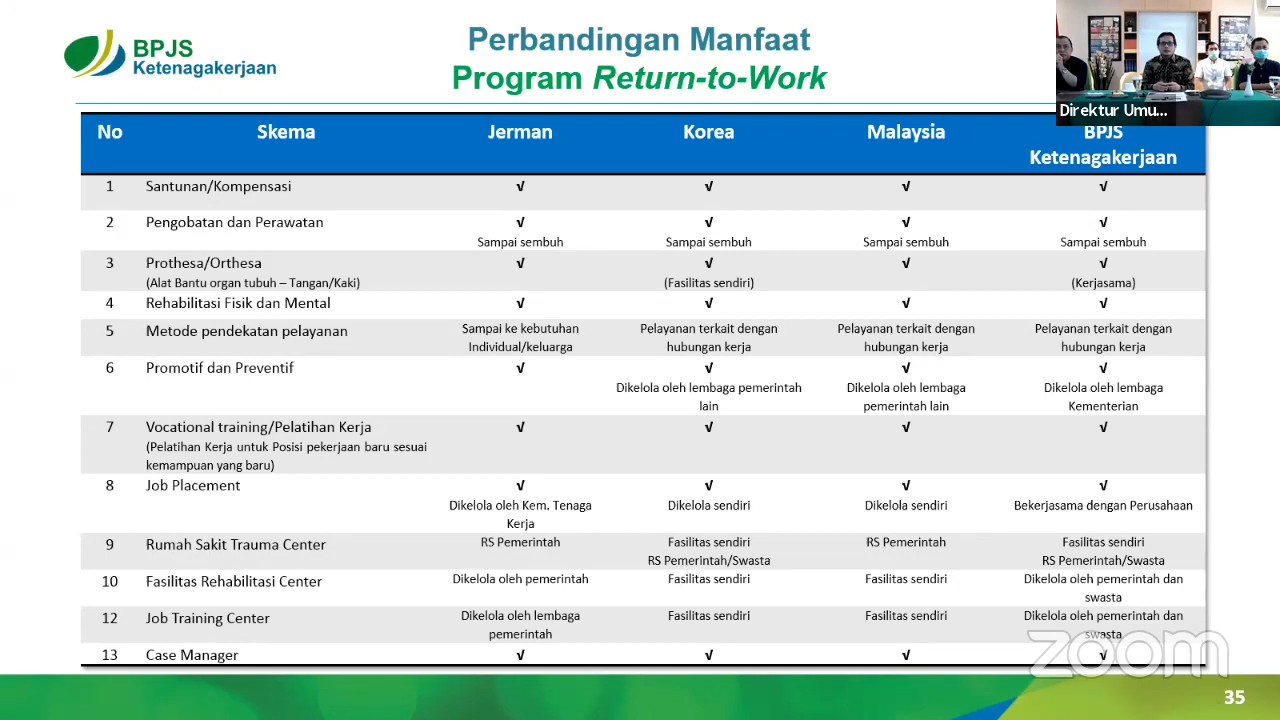 BPJS
Ketenagakerjaan
Perbandingan Manfaat
Program Return-to-Work
Direktur Umu...
No Skema Jerman Korea Malaysia BPJS
Ketenagakerjaan
1 Santunan/Kompensasi √ √ √ √
2 Pengobatan dan Perawatan √ √ √ √
Sampai sembuh Sampai sembuh Sampai sembuh Sampai sembuh
3 Prothesa/Orthesa √ √ √ √
(Alat Bantu organ tubuh – Tangan/Kaki) (Fasilitas sendiri) (Kerjasama)
4 Rehabilitasi Fisik dan Mental √ √ √ √
5 Metode pendekatan pelayanan Sampai ke kebutuhan Pelayanan terkait dengan Pelayanan terkait dengan Pelayanan terkait dengan
Individual/keluarga hubungan kerja hubungan kerja hubungan kerja
6 Promotif dan Preventif √ √ √ √
Dikelola oleh lembaga pemerintah Dikelola oleh lembaga Dikelola oleh lembaga
lain pemerintah lain Kementerian
7 Vocational training/Pelatihan Kerja √ √ √ √
(Pelatihan Kerja untuk Posisi pekerjaan baru sesuai
kemampuan yang baru)
8 Job Placement √ √ √ √
Dikelola oleh Kem. Tenaga Dikelola sendiri Dikelola sendiri Bekerjasama dengan Perusahaan
Kerja
9 Rumah Sakit Trauma Center RS Pemerintah Fasilitas sendiri RS Pemerintah Fasilitas sendiri
RS Pemerintah/Swasta RS Pemerintah/Swasta
10 Fasilitas Rehabilitasi Center Dikelola oleh pemerintah Fasilitas sendiri Fasilitas sendiri Dikelola oleh pemerintah dan
swasta
12 Job Training Center Dikelola oleh lembaga Fasilitas sendiri Fasilitas sendiri Dikelola oleh pemerintah dan
pemerintah swasta
13 Case Manager √ √ √ √
zoom
35